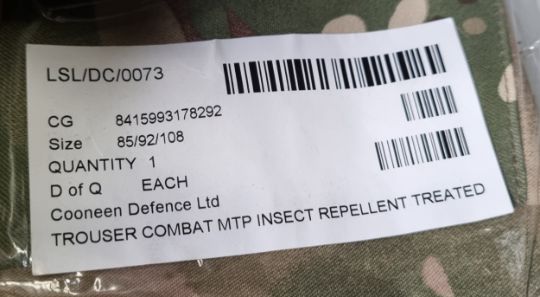 LSL/DC/0073
CG 8415993178292
Size 85/92/108
QUANTITY 1
D of Q EACH
Cooneen Defence Ltd
TROUSER COMBAT MTP INSECT REPELLENT TREATED